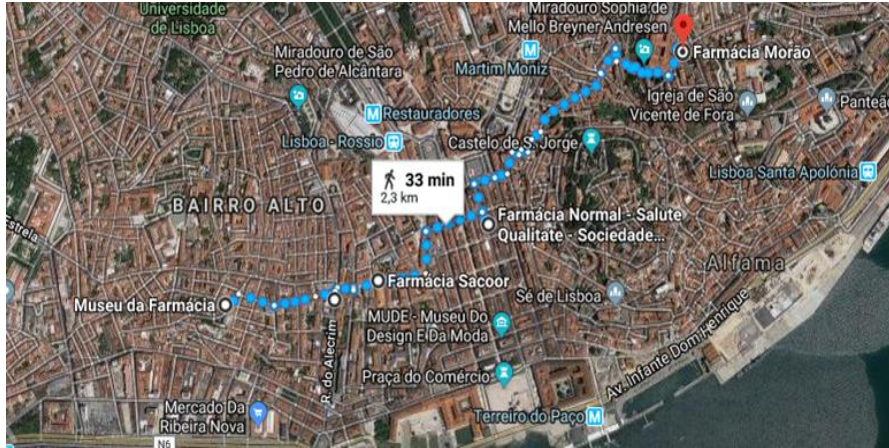 Universidade
de Lisboa
Miradouro Sophia de
Mello Breyner Andresen
Farmácia Morão
Miradouro de São
Pedro de Alcântara
Martim Moniz
Restauradores
Igreja de São
Vicente de Fora
Panteão
Lisboa - Rossio
Castelo de S. Jorge
Lisboa Santa Apolónia
33 min
2,3 km
BAIRRO ALTO
Estrela
Farmácia Normal - Salute
Qualitate - Sociedade...
Alfama
Farmácia Sacoor
Museu da Farmácia
Sé de Lisboa
R. do Alecrim
MUDE - Museu Do
Design E Da Moda
Av. Infante Dom Henrique
Praça do Comércio
Mercado Da
Ribeira Nova
Terreiro do Paço
N6